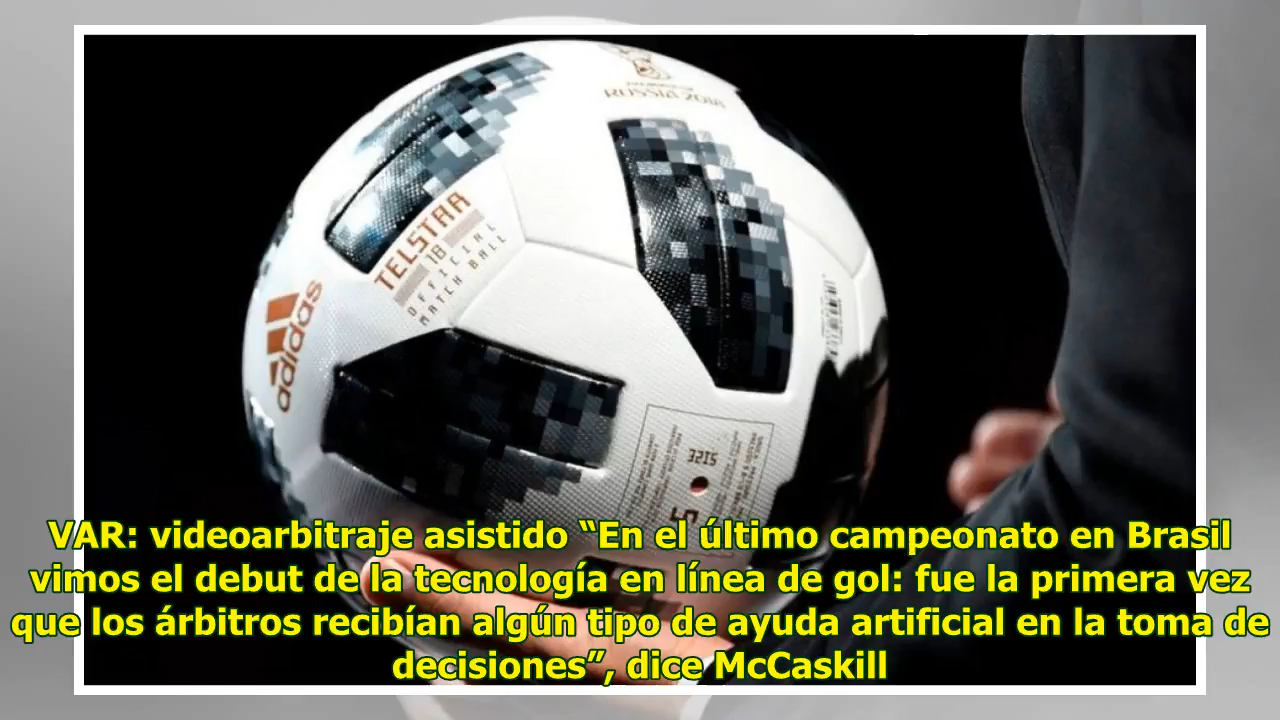 RUSSIA 2018
TELSTAR
18
OFFICIAL
MATCH BALL
adidas
SIZE
5
VAR: videoarbitraje asistido “En el último campeonato en Brasil
vimos el debut de la tecnología en línea de gol: fue la primera vez
que los árbitros recibían algún tipo de ayuda artificial en la toma de
decisiones”, dice McCaskill